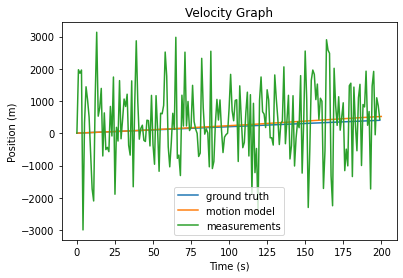 Velocity Graph
Position (m)
3000
2000
1000
0
−1000
−2000
−3000
ground truth
motion model
measurements
0
25
50
75
100
125
150
175
200
Time (s)